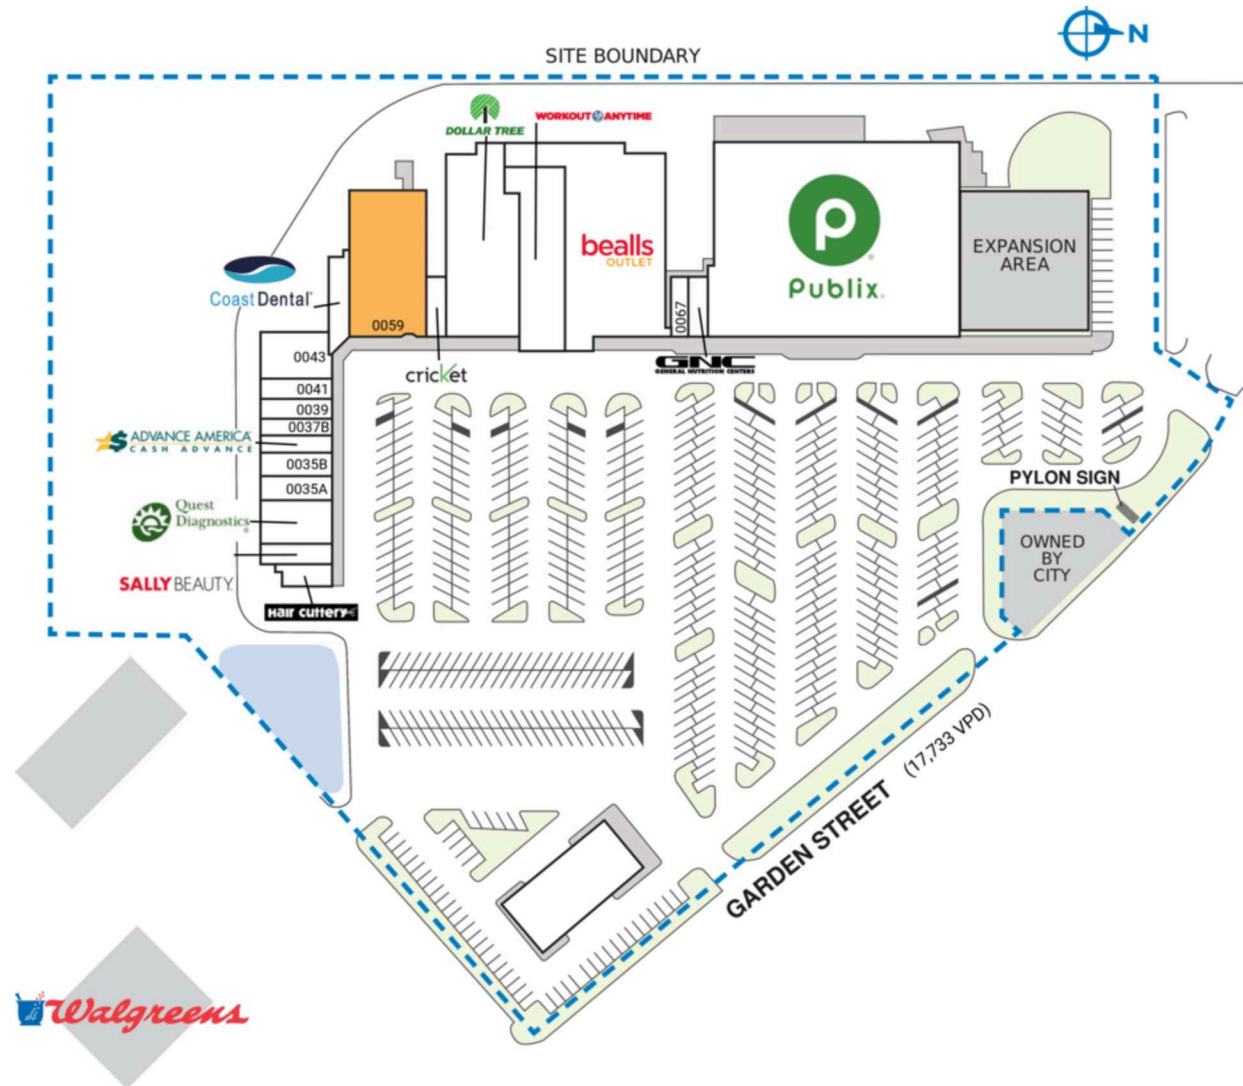 N
SITE BOUNDARY
DOLLAR TREE
WORKOUT ANYTIME
bealls
OUTLET
Publix
EXPANSION
AREA
Coast Dental
0059
0067
0043
cricket
GNC
GENERAL NUTRITION CENTERS
0041
0039
0037B
ADVANCE AMERICA
CASH ADVANCE
0035B
0035A
Quest
Diagnostics
SALLY BEAUTY
Hair Cuttery
PYLON SIGN
OWNED
BY
CITY
GARDEN STREET
(17,733 VPD)
Walgreens